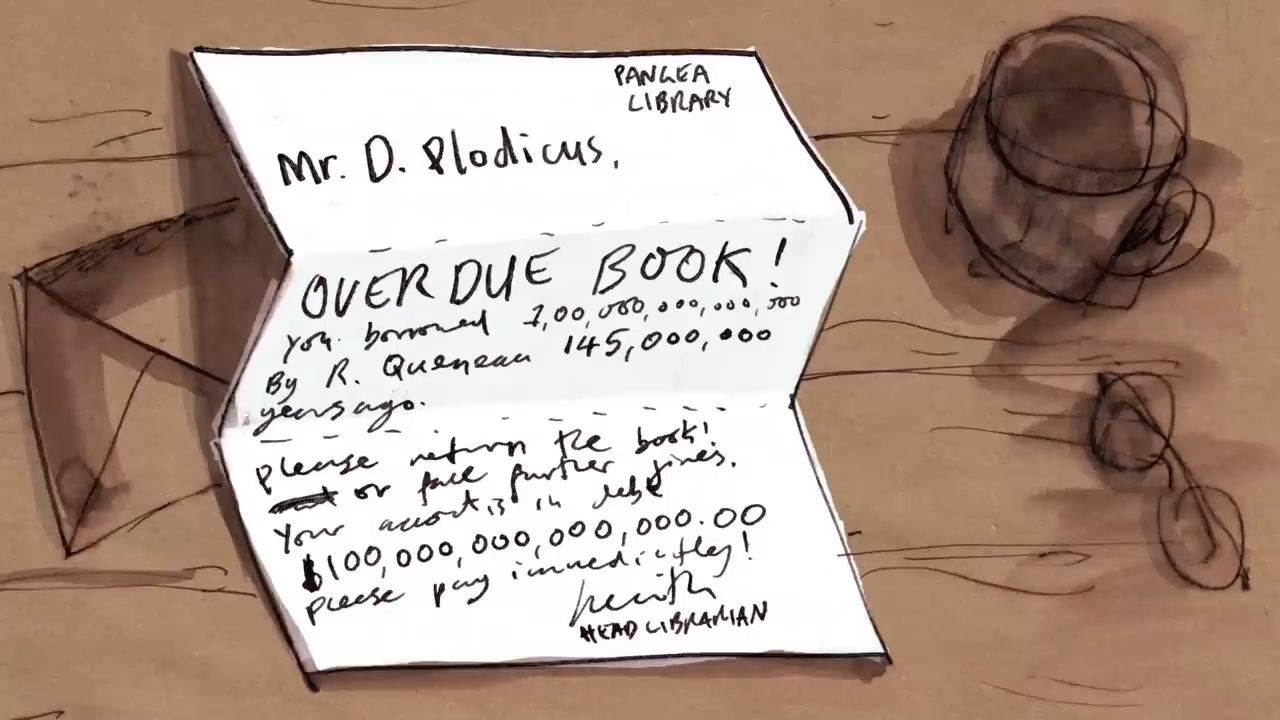 PANGEA
LIBRARY
Mr. D. Plodicus,
OVERDUE BOOK!
you borrowed 1,00,000,000,000,000
By R. Queneau 145,000,000
years ago.
please return the book!
or face further fines.
Your account is in debt
$100,000,000,000,000.00
please pay immedictley!
HEAD LIBRARIAN